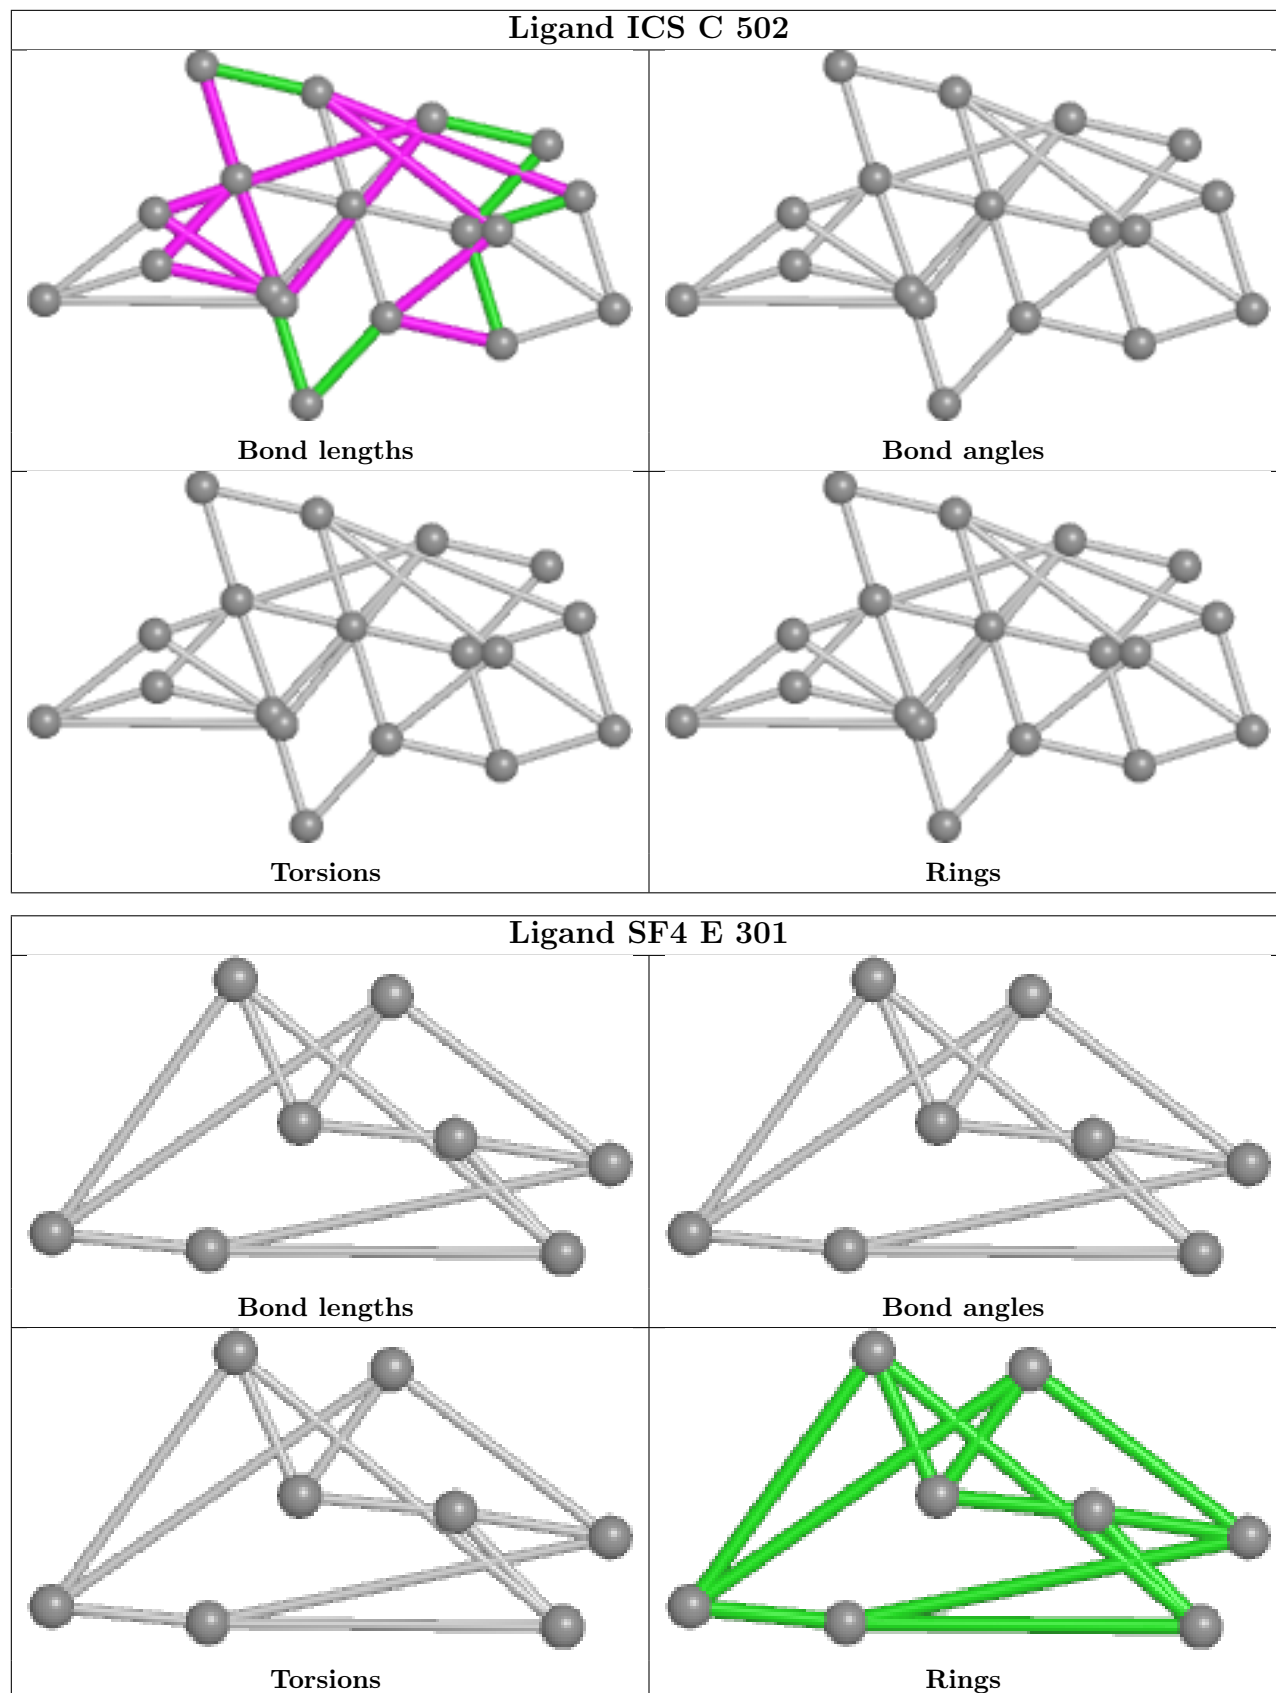 Ligand ICS C 502
Bond lengths
Bond angles
Torsions
Rings
Ligand SF4 E 301
Bond lengths
Bond angles
Torsions
Rings